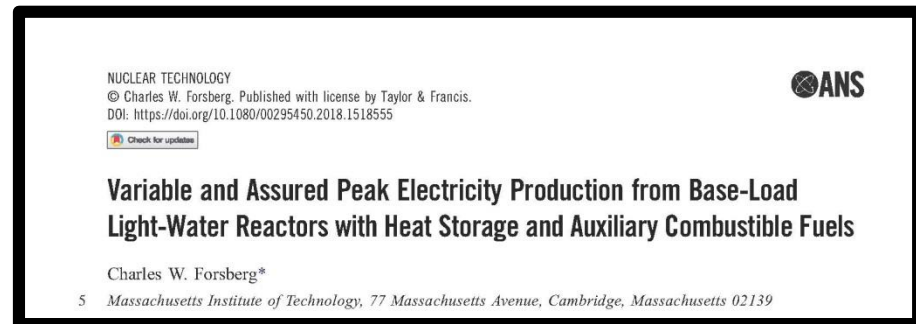 NUCLEAR TECHNOLOGY
© Charles W. Forsberg. Published with license by Taylor & Francis.
DOI: https://doi.org/10.1080/00295450.2018.1518555
ANS
Check for updates
Variable and Assured Peak Electricity Production from Base-Load
Light-Water Reactors with Heat Storage and Auxiliary Combustible Fuels
Charles W. Forsberg*
5 Massachusetts Institute of Technology, 77 Massachusetts Avenue, Cambridge, Massachusetts 02139